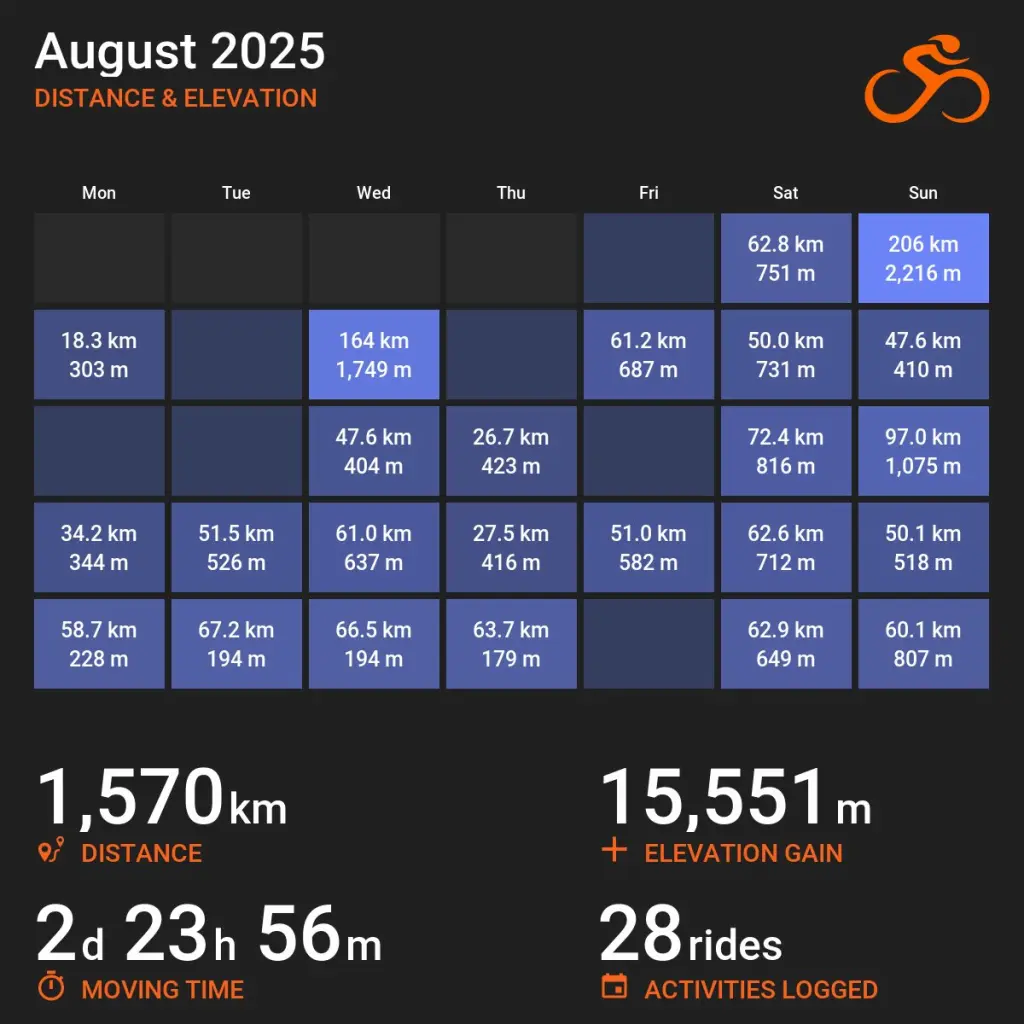 August 2025
DISTANCE & ELEVATION
Mon Tue Wed Thu Fri Sat Sun
62.8 km 206 km
751 m 2,216 m
18.3 km 164 km 61.2 km 50.0 km 47.6 km
303 m 1,749 m 687 m 731 m 410 m
47.6 km 26.7 km 72.4 km 97.0 km
404 m 423 m 816 m 1,075 m
34.2 km 51.5 km 61.0 km 27.5 km 51.0 km 62.6 km 50.1 km
344 m 526 m 637 m 416 m 582 m 712 m 518 m
58.7 km 67.2 km 66.5 km 63.7 km 62.9 km 60.1 km
228 m 194 m 194 m 179 m 649 m 807 m
1,570 km 15,551 m
DISTANCE ELEVATION GAIN
2d 23h 56m 28 rides
MOVING TIME ACTIVITIES LOGGED